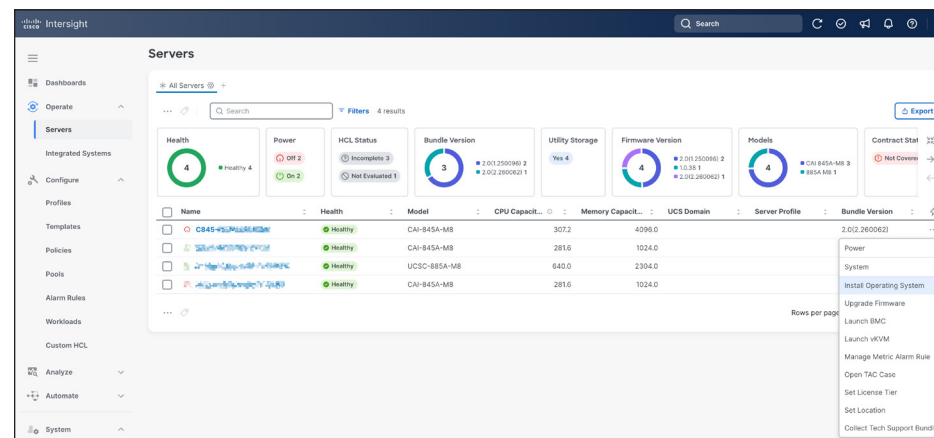 cisco Intersight
Search
Servers
Dashboards
Operate
Servers
Integrated Systems
Configure
Profiles
Templates
Policies
Pools
Alarm Rules
Workloads
Custom HCL
Analyze
Automate
System
All Servers
Search
Filters 4 results
Export
Health
4
Healthy 4
Power
Off 2
On 2
HCL Status
Incomplete 3
Not Evaluated 1
Bundle Version
3
2.0(1.250096) 2
2.0(2.260062) 1
Utility Storage
Yes 4
Firmware Version
4
2.0(1.250096) 2
1.0.38 1
2.0(2.260062) 1
Models
4
CAI 845A-M8 3
885A M8 1
Contract Stat
Not Covere
Name Health Model CPU Capacit... Memory Capacit... UCS Domain Server Profile Bundle Version
C845- Healthy CAI-845A-M8 307.2 4096.0 2.0(2.260062)
Healthy CAI-845A-M8 281.6 1024.0
Healthy UCSC-885A-M8 640.0 2304.0
Healthy CAI-845A-M8 281.6 1024.0
Rows per page
Power
System
Install Operating System
Upgrade Firmware
Launch BMC
Launch vKVM
Manage Metric Alarm Rule
Open TAC Case
Set License Tier
Set Location
Collect Tech Support Bundl